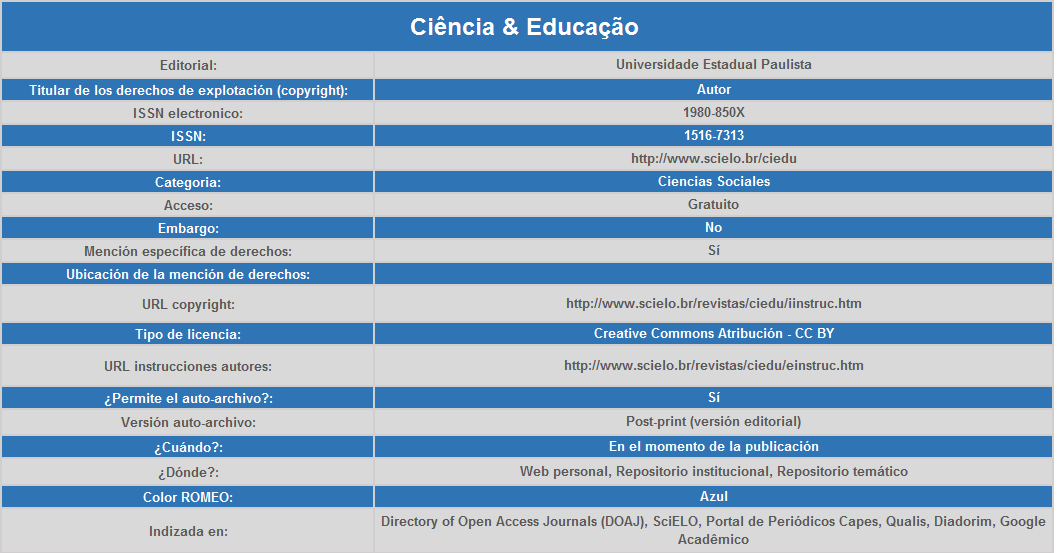 Ciência & Educação
Editorial: Universidade Estadual Paulista
Titular de los derechos de explotación (copyright): Autor
ISSN electronico: 1980-850X
ISSN: 1516-7313
URL: http://www.scielo.br/ciedu
Categoria: Ciencias Sociales
Acceso: Gratuito
Embargo: No
Mención específica de derechos: Sí
Ubicación de la mención de derechos:
URL copyright: http://www.scielo.br/revistas/ciedu/iinstruc.htm
Tipo de licencia: Creative Commons Atribución - CC BY
URL instrucciones autores: http://www.scielo.br/revistas/ciedu/einstruc.htm
¿Permite el auto-archivo?: Sí
Versión auto-archivo: Post-print (versión editorial)
¿Cuándo?: En el momento de la publicación
¿Dónde?: Web personal, Repositorio institucional, Repositorio temático
Color ROMEO: Azul
Indizada en: Directory of Open Access Journals (DOAJ), SciELO, Portal de Periódicos Capes, Qualis, Diadorim, Google
Acadêmico